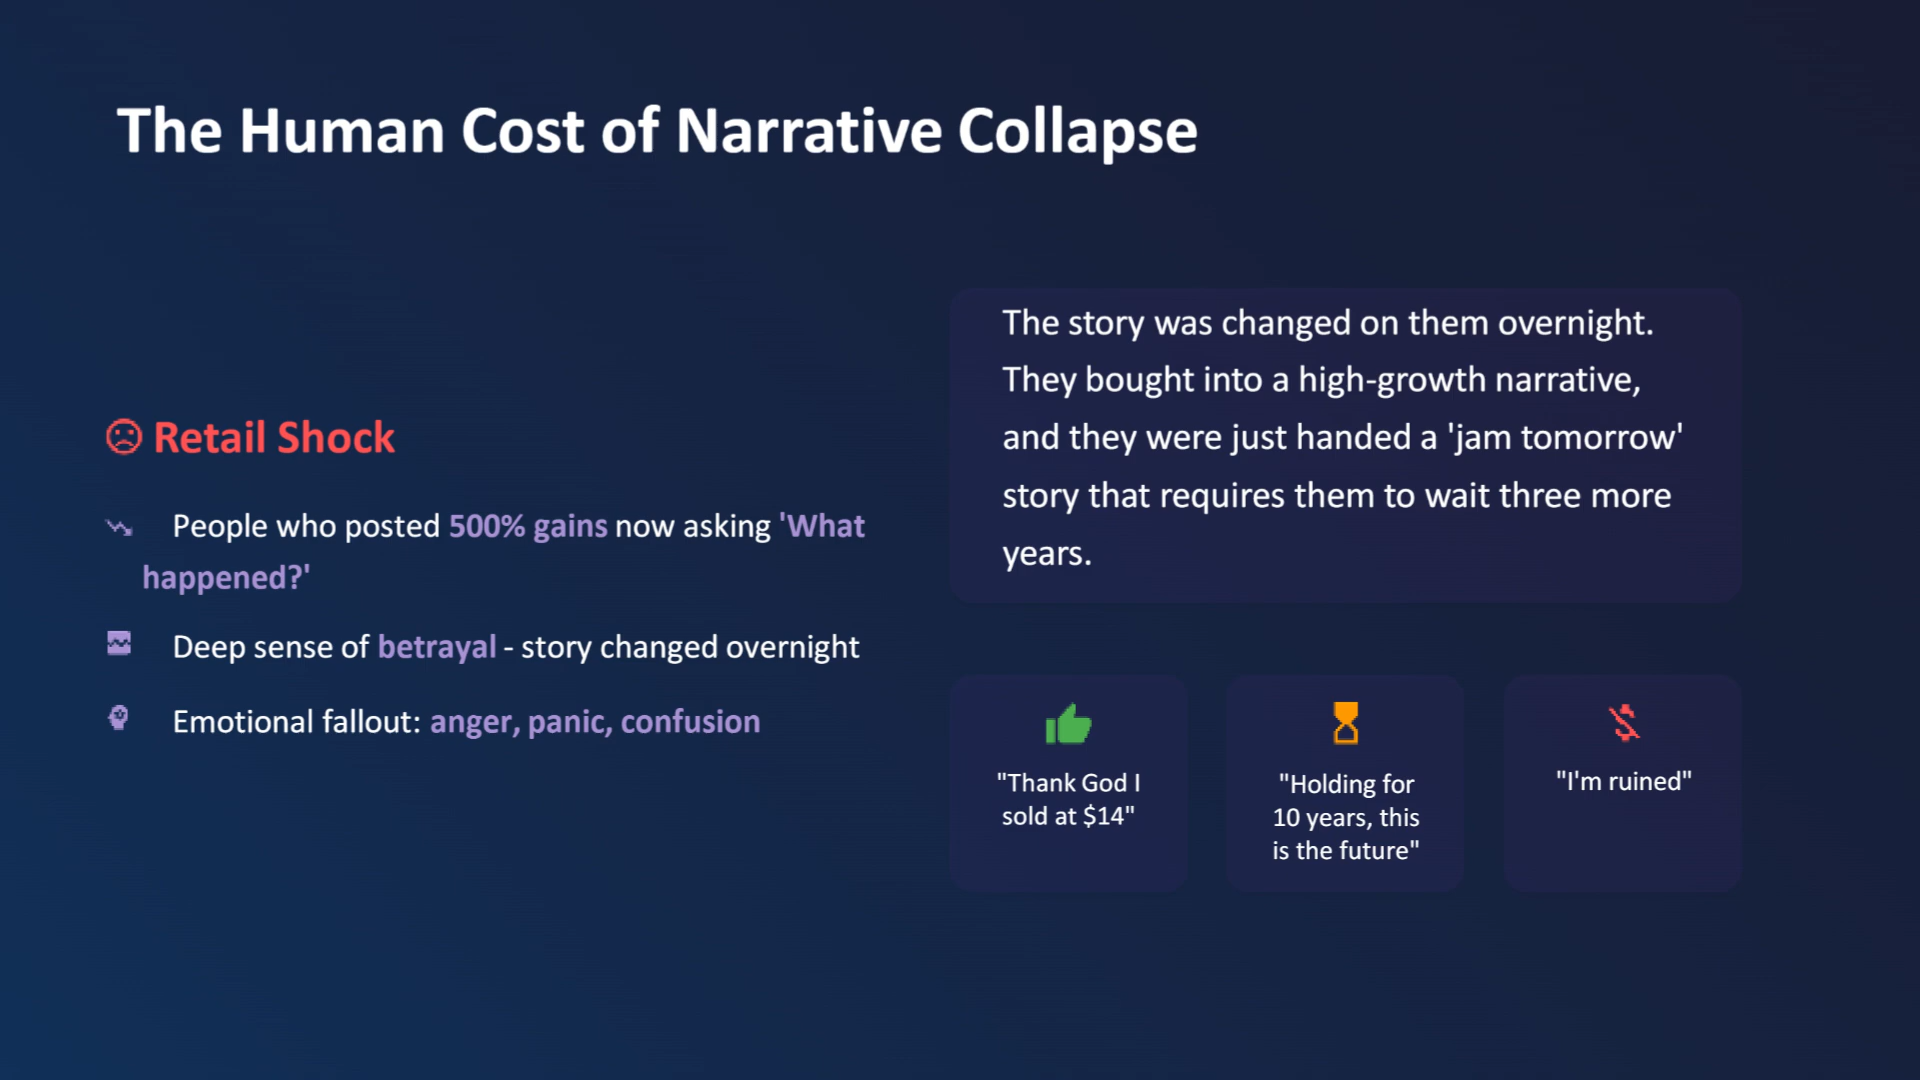 The Human Cost of Narrative Collapse
Retail Shock
People who posted 500% gains now asking 'What
happened?'
Deep sense of betrayal - story changed overnight
Emotional fallout: anger, panic, confusion
The story was changed on them overnight.
They bought into a high-growth narrative,
and they were just handed a 'jam tomorrow'
story that requires them to wait three more
years.
"Thank God I
sold at $14"
"Holding for
10 years, this
is the future"
"I'm ruined"